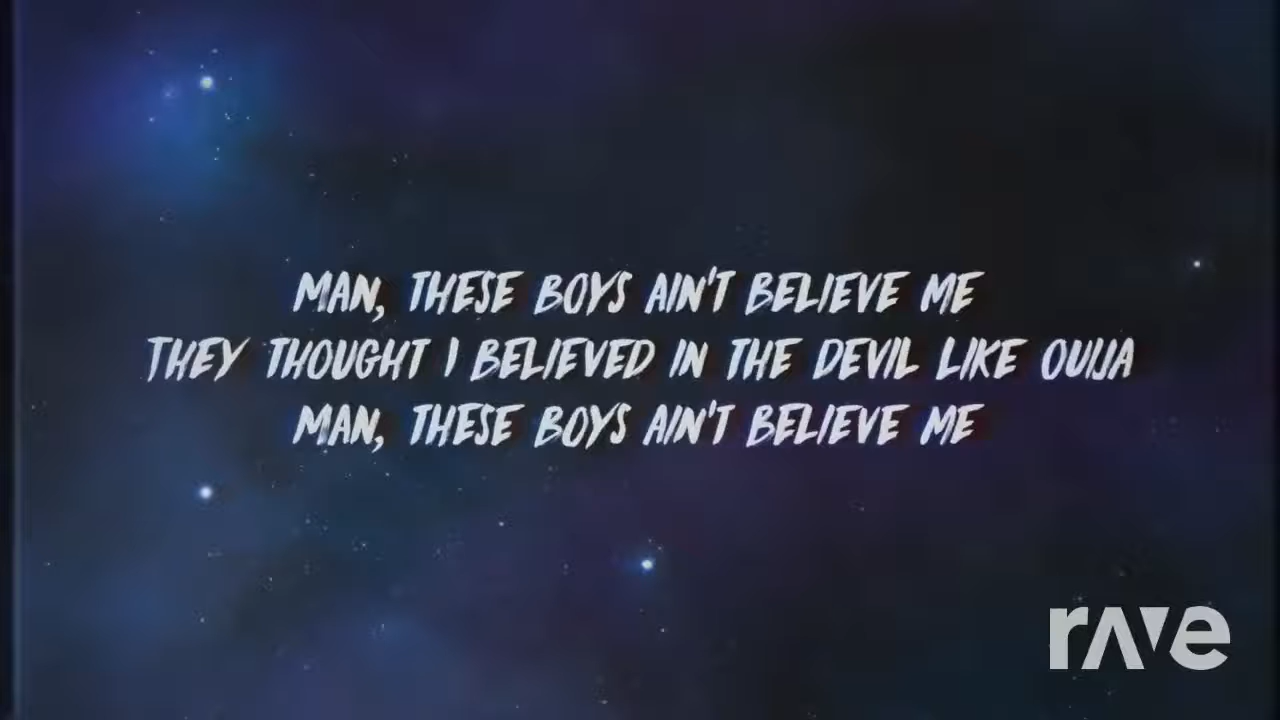 MAN, THESE BOYS AIN'T BELIEVE ME
THEY THOUGHT I BELIEVED IN THE DEVIL LIKE OUIJA
MAN, THESE BOYS AIN'T BELIEVE ME
rave